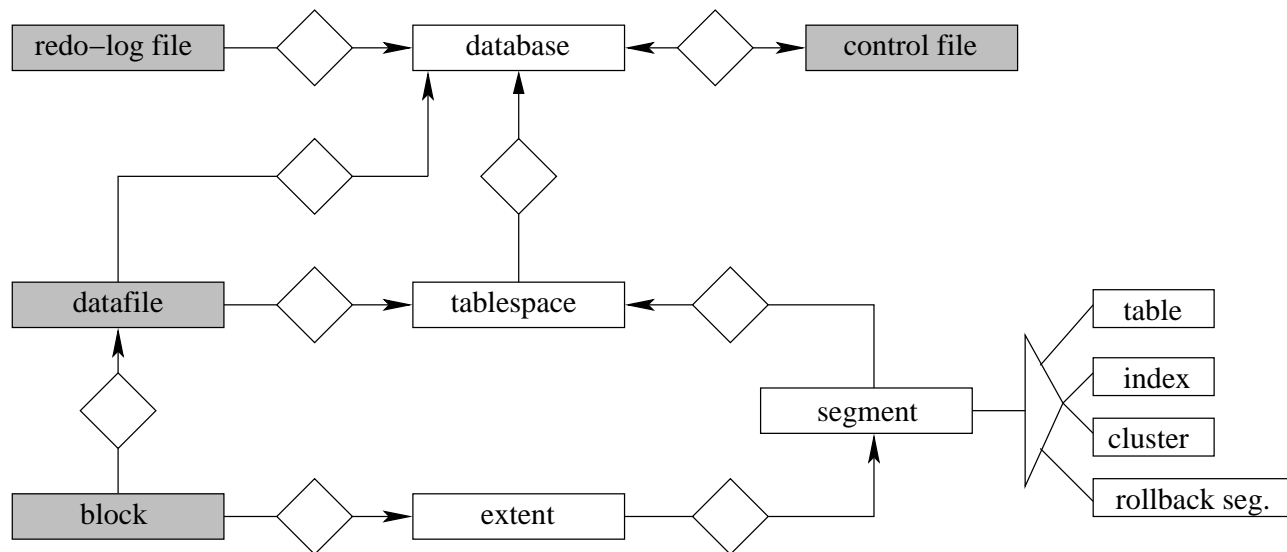 redo−log file
database
control file
datafile
tablespace
table
index
segment
cluster
block
extent
rollback seg.